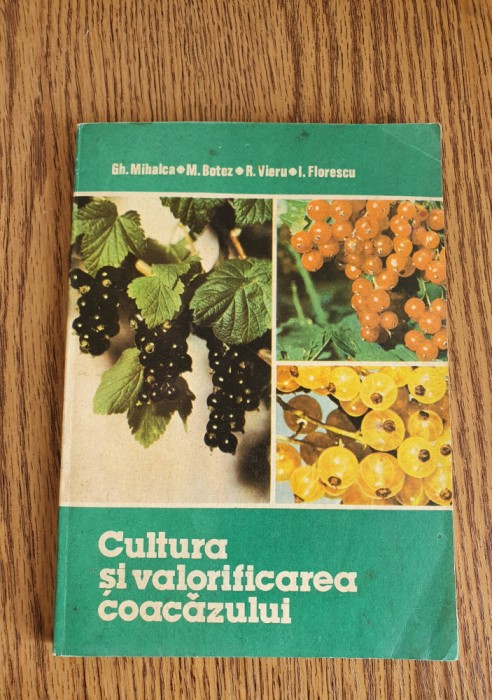 Gh. Mihalca • M. Botez • R. Vieru • I. Florescu
Cultura
și valorificarea
coacăzului